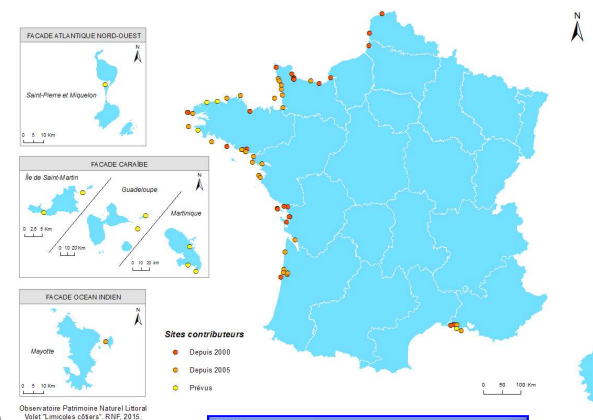 FACADE ATLANTIQUE NORD-OUEST
N
Saint-Pierre et Miquelon
0 5 10 Km
N
FACADE CARAÏBE
Île de Saint-Martin
Guadeloupe
N
Martinique
0 2,5 5 Km
0 10 20 Km
0 10 20 Km
FACADE OCEAN INDIEN
N
Mayotte
0 5 10 Km
Sites contributeurs
Depuis 2000
Depuis 2005
Prévus
0 50 100 Km
Observatoire Patrimoine Naturel Littoral
Volet "Limicoles côtiers". RNF, 2015.